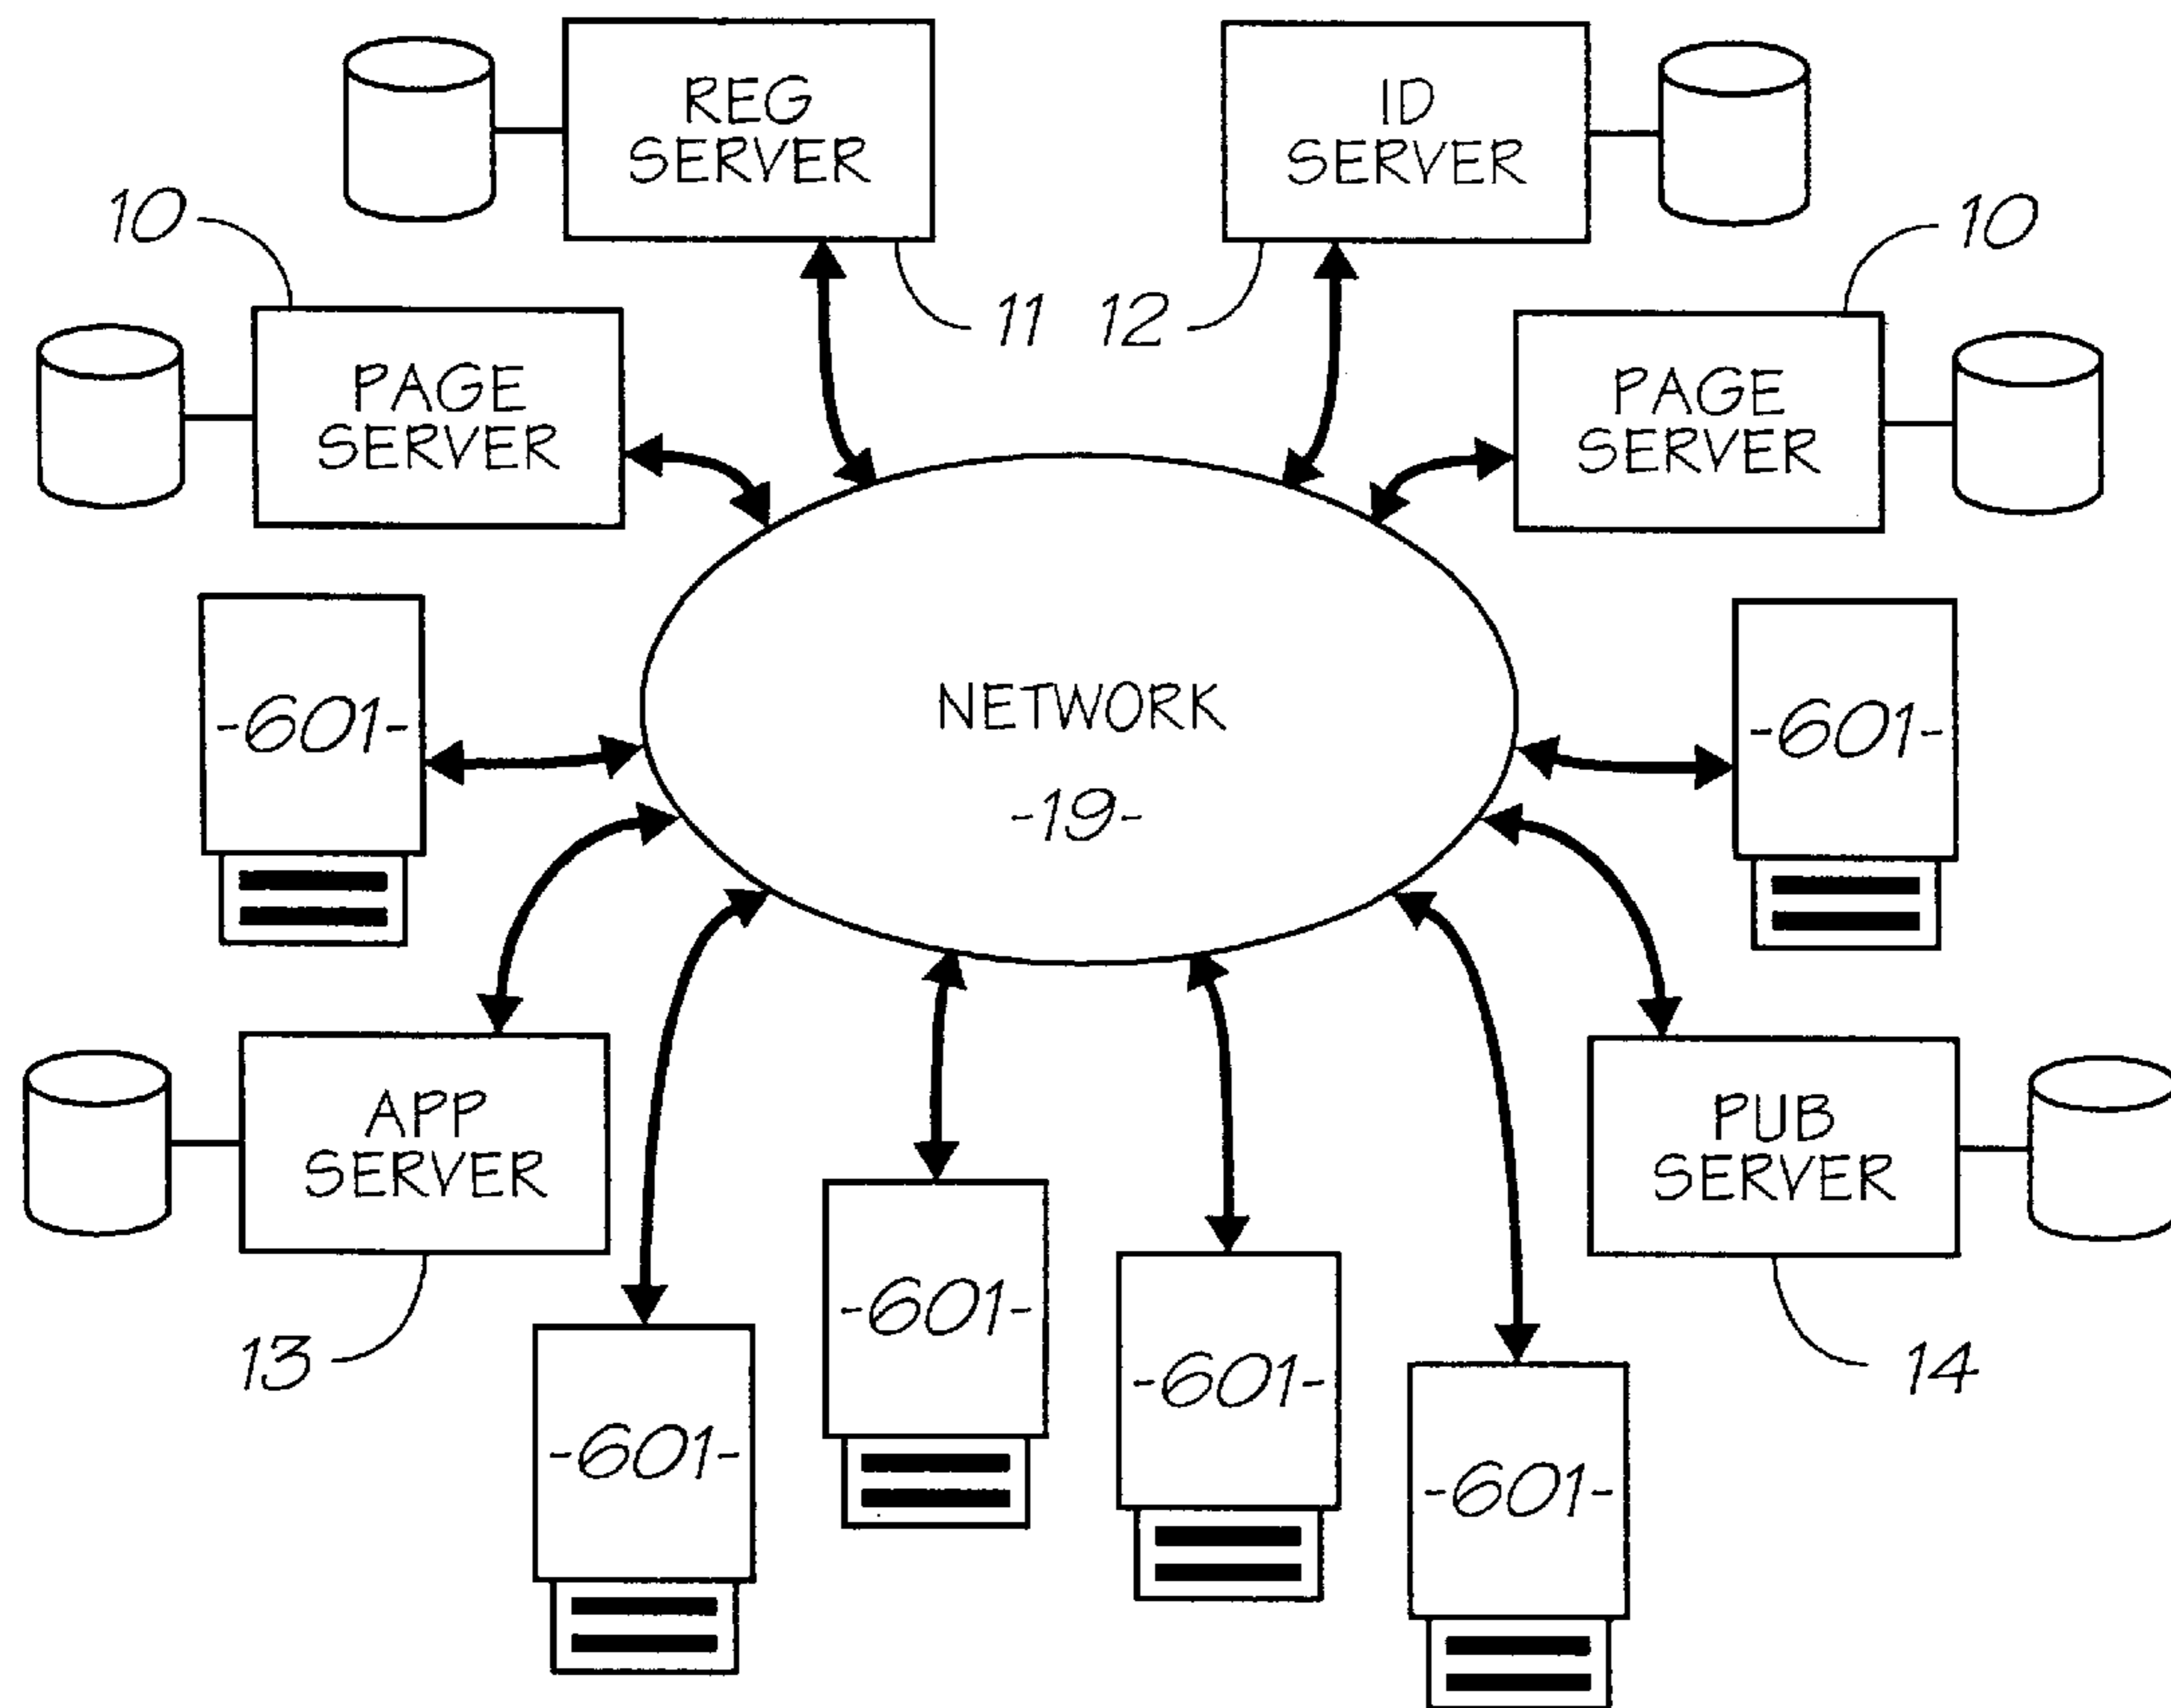 REG
SERVER
ID
SERVER
10
10
11
12
PAGE
SERVER
PAGE
SERVER
-601-
NETWORK
-19-
-601-
APP
SERVER
PUB
SERVER
-601-
-601-
13
14
-601-
-601-